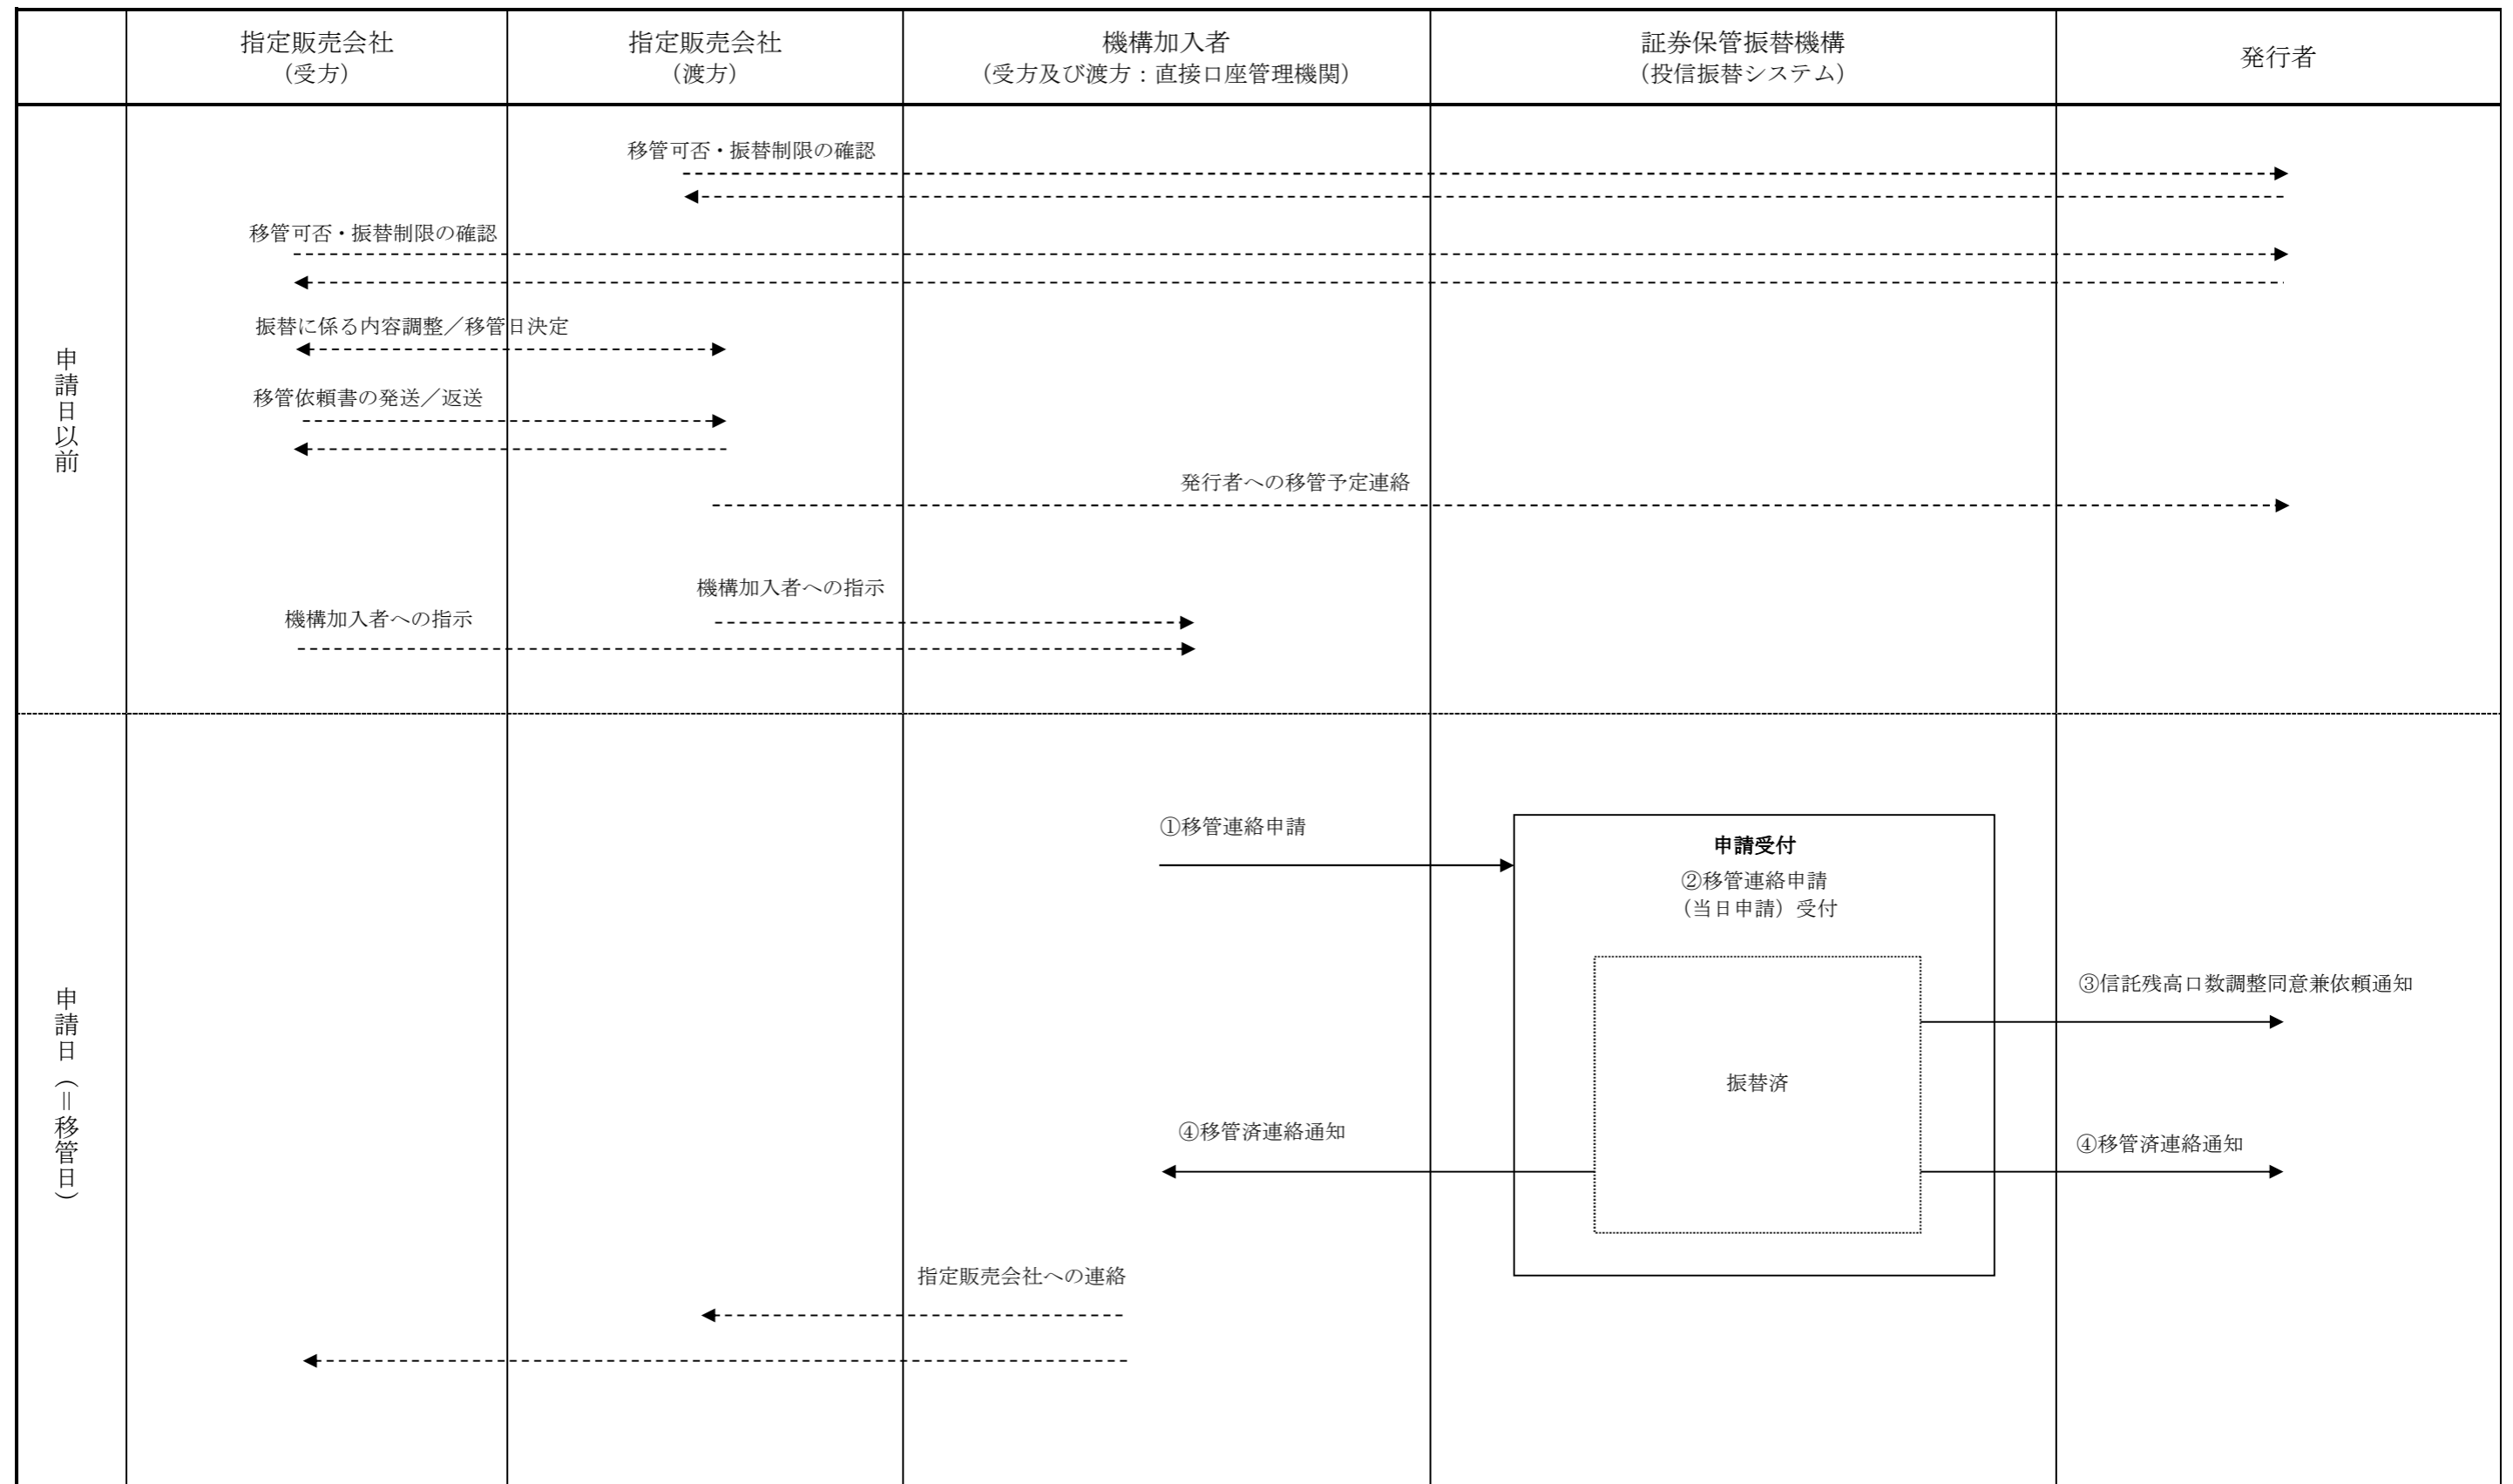 指定販売会社
（受方）
指定販売会社
（渡方）
機構加入者
（受方及び渡方：直接口座管理機関）
証券保管振替機構
（投信振替システム）
発行者
申請日以前
移管可否・振替制限の確認
移管可否・振替制限の確認
振替に係る内容調整／移管日決定
移管依頼書の発送／返送
発行者への移管予定連絡
機構加入者への指示
機構加入者への指示
申請日（＝移管日）
①移管連絡申請
申請受付
②移管連絡申請
（当日申請）受付
③信託残高口数調整同意兼依頼通知
振替済
④移管済連絡通知
④移管済連絡通知
指定販売会社への連絡